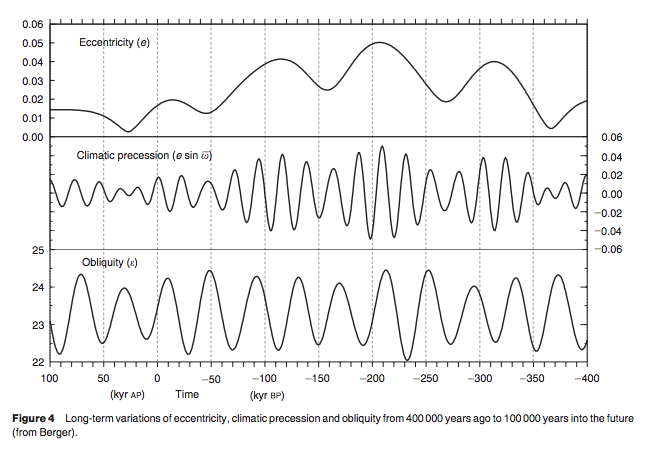 0.06
0.05
0.04
0.03
0.02
0.01
0.00
Eccentricity (e)
Climatic precession (e sin ω̅)
0.06
0.04
0.02
0.00
−0.02
−0.04
−0.06
25
24
23
22
Obliquity (ε)
100 50 0 −50 −100 −150 −200 −250 −300 −350 −400
(kyr AP) Time (kyr BP)
Figure 4 Long-term variations of eccentricity, climatic precession and obliquity from 400 000 years ago to 100 000 years into the future
(from Berger).